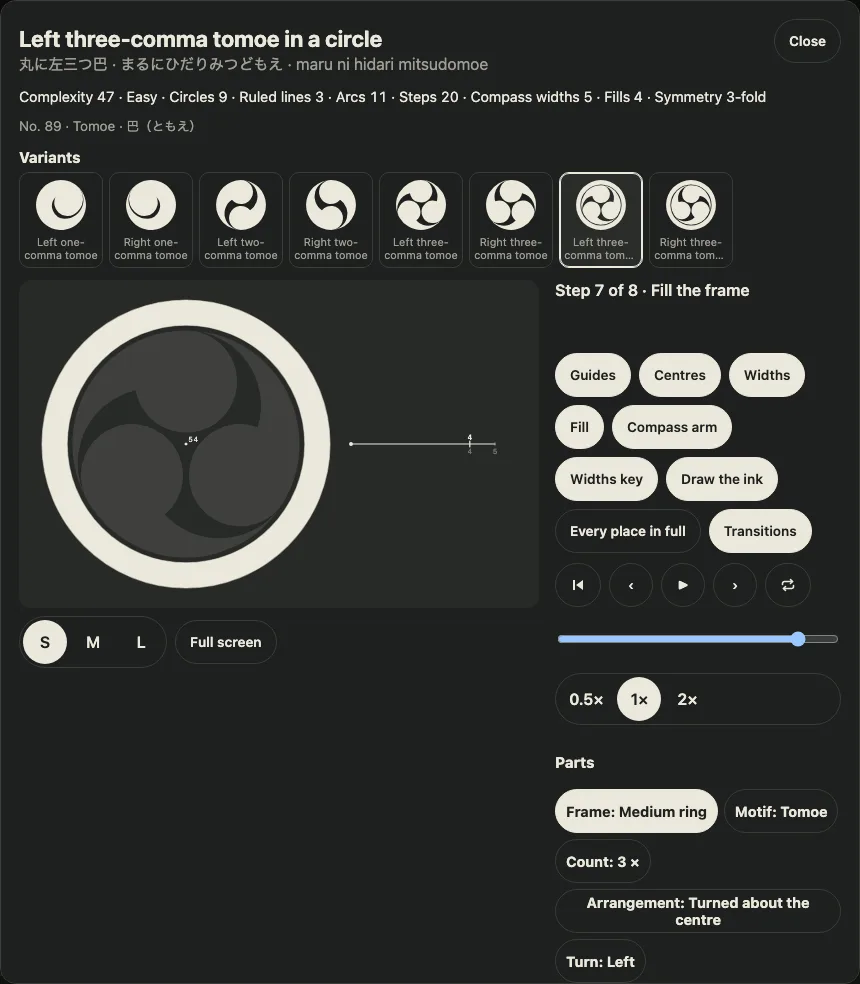 Left three-comma tomoe in a circle
Close
丸に左三つ巴 · まるにひだりみつどもえ · maru ni hidari mitsudomoe
Complexity 47 · Easy · Circles 9 · Ruled lines 3 · Arcs 11 · Steps 20 · Compass widths 5 · Fills 4 · Symmetry 3-fold
No. 89 · Tomoe · 巴（ともえ）
Variants
Left one-
comma tomoe
Right one-
comma tomoe
Left two-
comma tomoe
Right two-
comma tomoe
Left three-
comma tomoe
Right three-
comma tomoe
Left three-
comma tom...
Right three-
comma tom...
54
4
4
5
Step 7 of 8 · Fill the frame
Guides
Centres
Widths
Fill
Compass arm
Widths key
Draw the ink
Every place in full
Transitions
S
M
L
Full screen
0.5×
1×
2×
Parts
Frame: Medium ring
Motif: Tomoe
Count: 3 ×
Arrangement: Turned about the
centre
Turn: Left